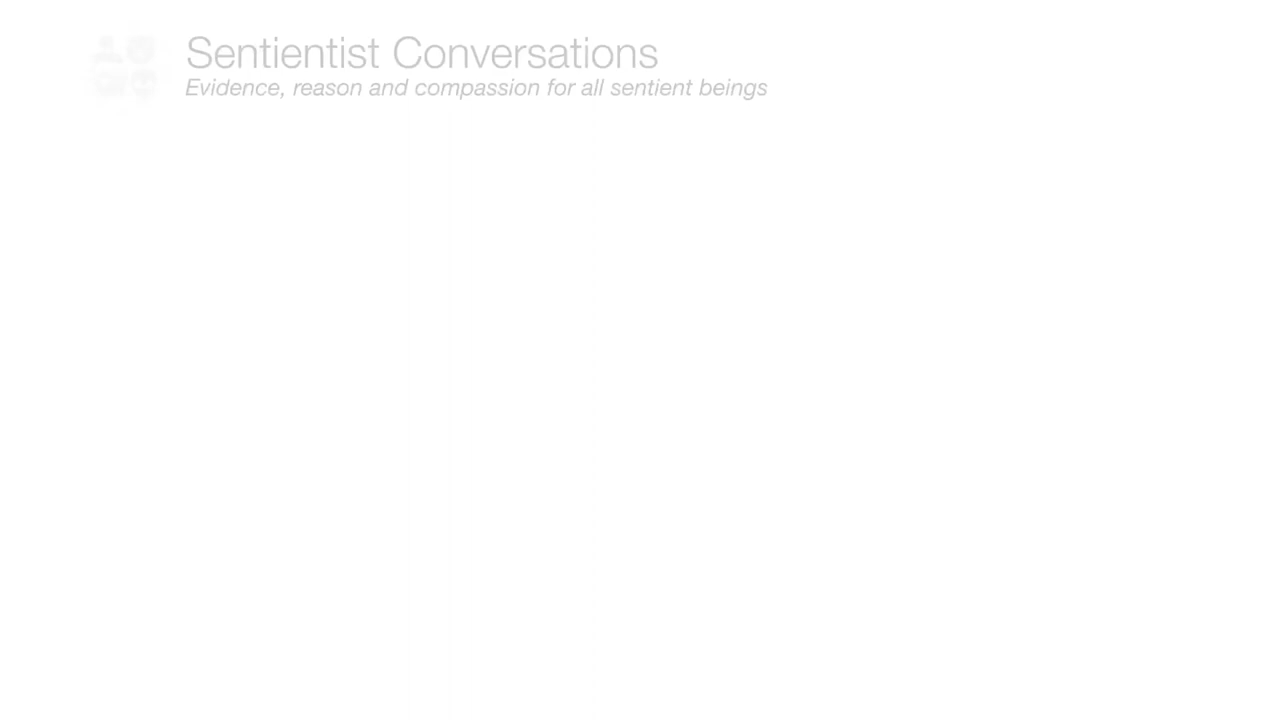 Sentientist Conversations
Evidence, reason and compassion for all sentient beings